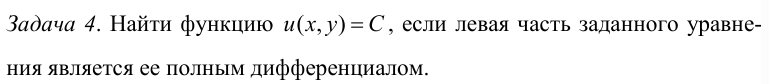 Задача 4. Найти функцию u(x, y) = C, если левая часть заданного уравне-
ния является ее полным дифференциалом.